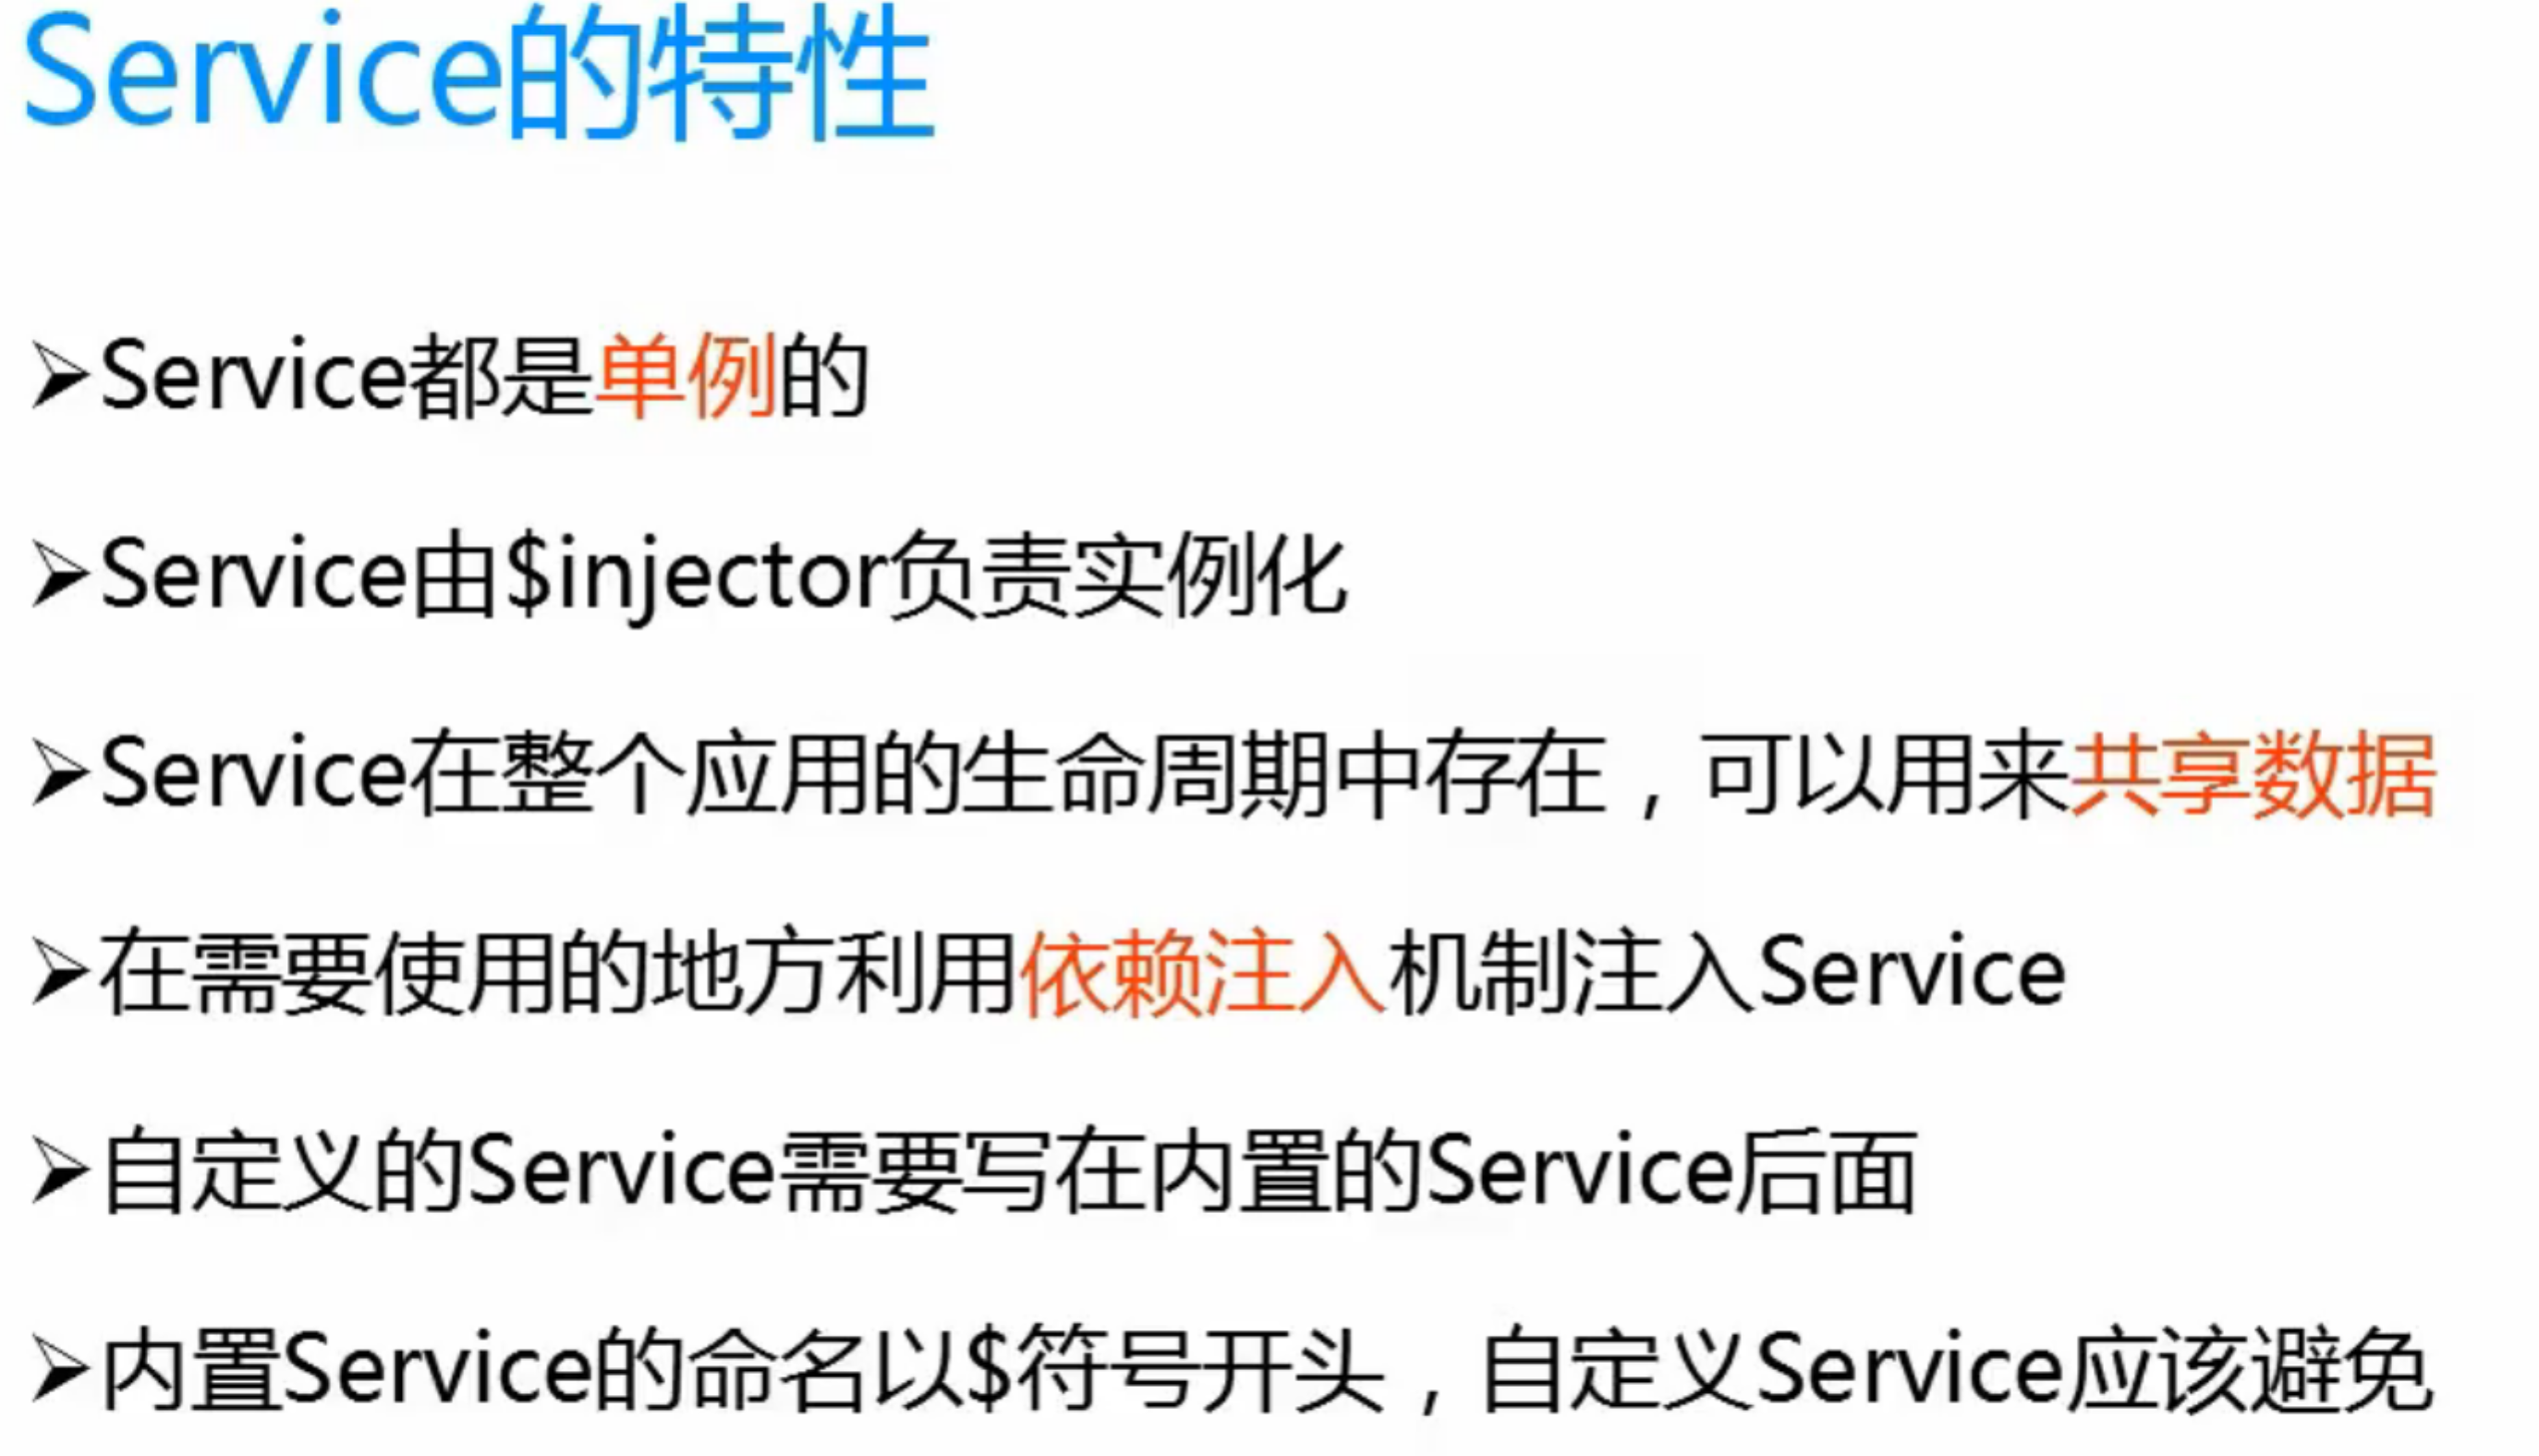 Service的特性
➢Service都是单例的
➢Service由$injector负责实例化
➢Service在整个应用的生命周期中存在，可以用来共享数据
➢在需要使用的地方利用依赖注入机制注入Service
➢自定义的Service需要写在内置的Service后面
➢内置Service的命名以$符号开头，自定义Service应该避免